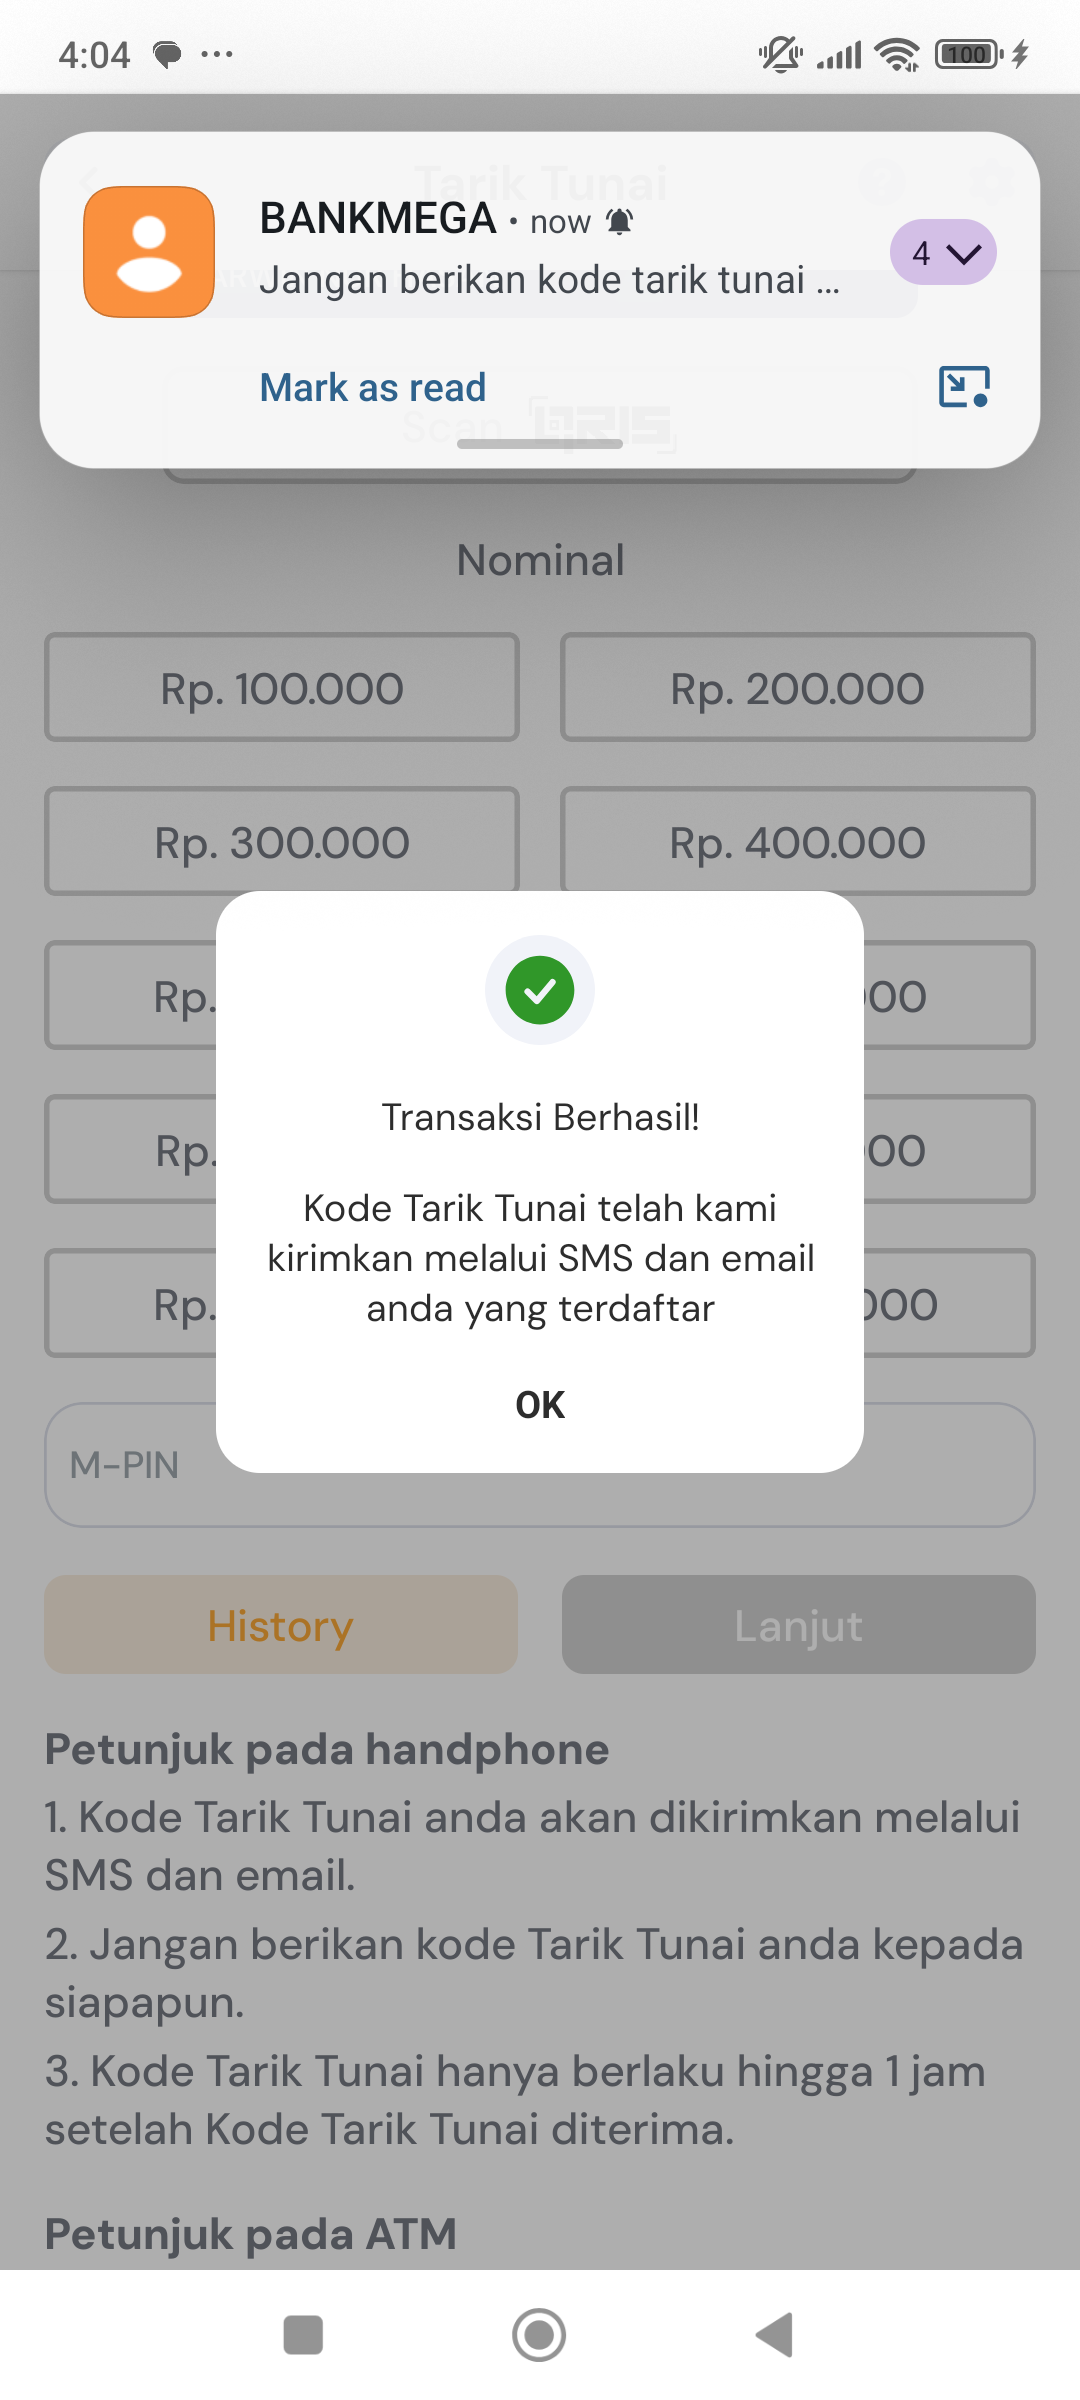 4:04
100
Tarik Tunai
BANKMEGA • now
4
Jangan berikan kode tarik tunai ...
Mark as read
Scan QRIS
Nominal
Rp. 100.000
Rp. 200.000
Rp. 300.000
Rp. 400.000
Rp.
00
Rp.
00
Rp.
000
Transaksi Berhasil!
Kode Tarik Tunai telah kami
kirimkan melalui SMS dan email
anda yang terdaftar
OK
M-PIN
History
Lanjut
Petunjuk pada handphone
1. Kode Tarik Tunai anda akan dikirimkan melalui
SMS dan email.
2. Jangan berikan kode Tarik Tunai anda kepada
siapapun.
3. Kode Tarik Tunai hanya berlaku hingga 1 jam
setelah Kode Tarik Tunai diterima.
Petunjuk pada ATM